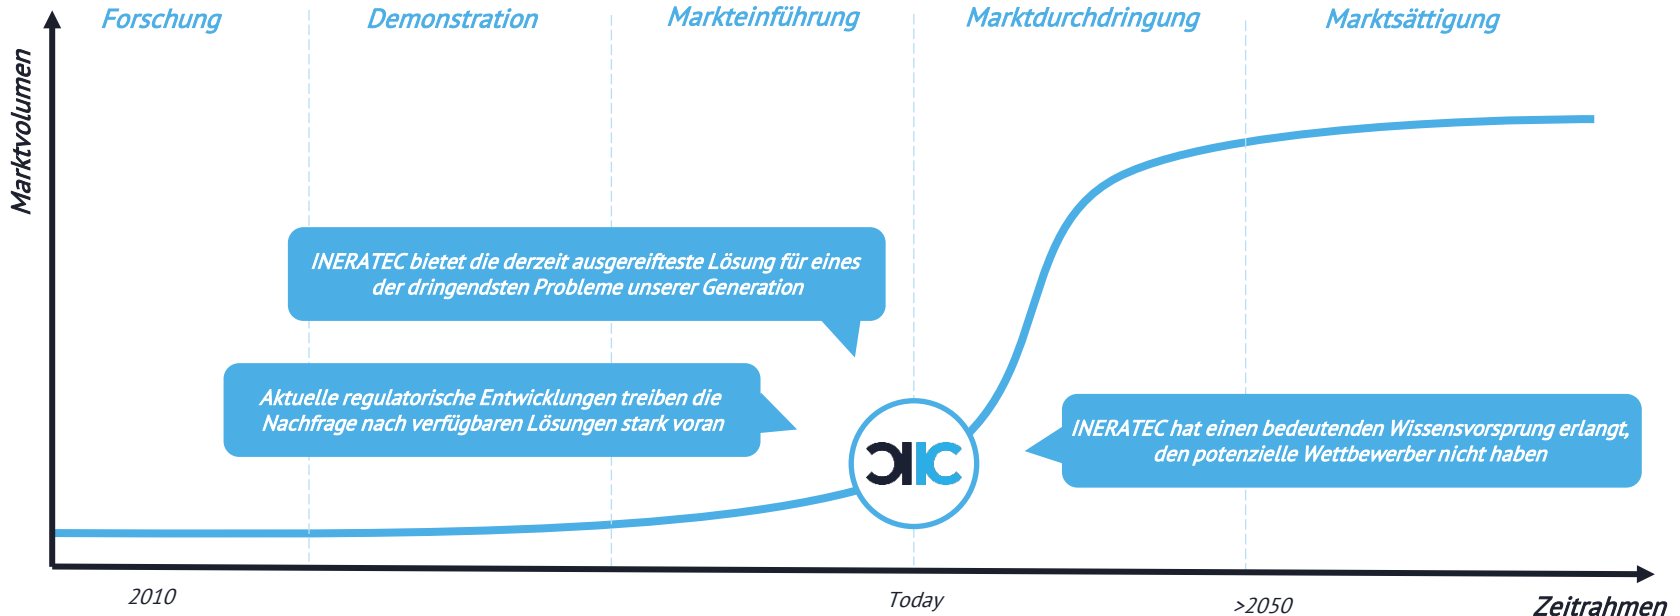 Forschung
Demonstration
Markteinführung
Marktdurchdringung
Marktsättigung
Marktvolumen
INERATEC bietet die derzeit ausgereifteste Lösung für eines
der dringendsten Probleme unserer Generation
Aktuelle regulatorische Entwicklungen treiben die
Nachfrage nach verfügbaren Lösungen stark voran
INERATEC hat einen bedeutenden Wissensvorsprung erlangt,
den potenzielle Wettbewerber nicht haben
2010
Today
>2050
Zeitrahmen